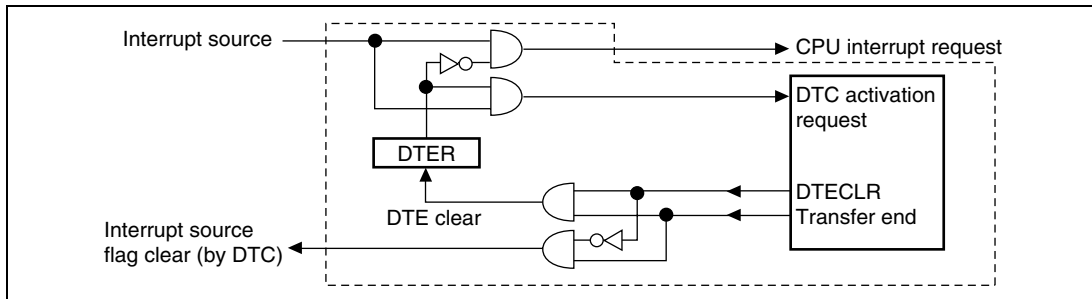 Interrupt source
CPU interrupt request
DTC activation
request
DTER
DTECLR
Transfer end
DTE clear
Interrupt source
flag clear (by DTC)